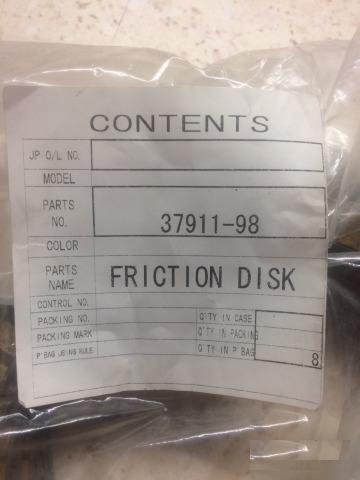 CONTENTS
JP O/L NO.
MODEL
PARTS NO. 37911-98
COLOR
PARTS NAME FRICTION DISK
CONTROL NO.
PACKING NO. Q'TY IN CASE
PACKING MARK Q'TY IN PACKING
P'BAG USING RULE Q'TY IN P'BAG 8